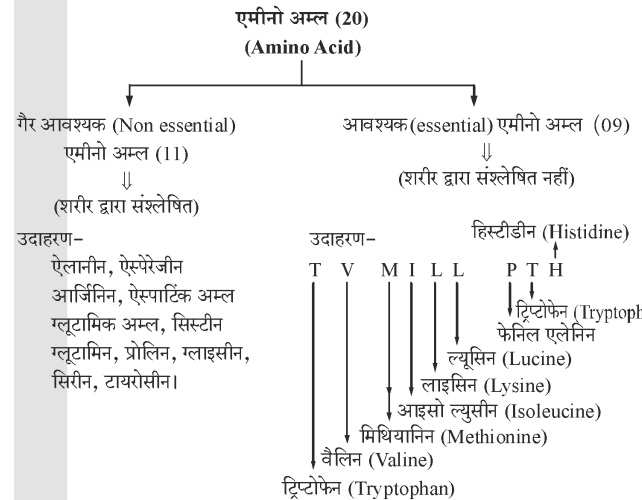 एमीनो अम्ल (20)
(Amino Acid)
गैर आवश्यक (Non essential)
एमीनो अम्ल (11)
⇓
(शरीर द्वारा संश्लेषित)
उदाहरण–
ऐलानीन, ऐस्पेरेजीन
आर्जिनिन, ऐस्पार्टिक अम्ल
ग्लूटामिक अम्ल, सिस्टीन
ग्लूटामिन, प्रोलिन, ग्लाइसीन,
सिरीन, टायरोसीन।
आवश्यक (essential) एमीनो अम्ल (09)
⇓
(शरीर द्वारा संश्लेषित नहीं)
उदाहरण–
हिस्टीडीन (Histidine)
T V M I L L P T H
ट्रिप्टोफेन (Tryptoph
फेनिल एलेनिन
ल्यूसिन (Lucine)
लाइसिन (Lysine)
आइसो ल्युसीन (Isoleucine)
मिथियानिन (Methionine)
वैलिन (Valine)
ट्रिप्टोफेन (Tryptophan)